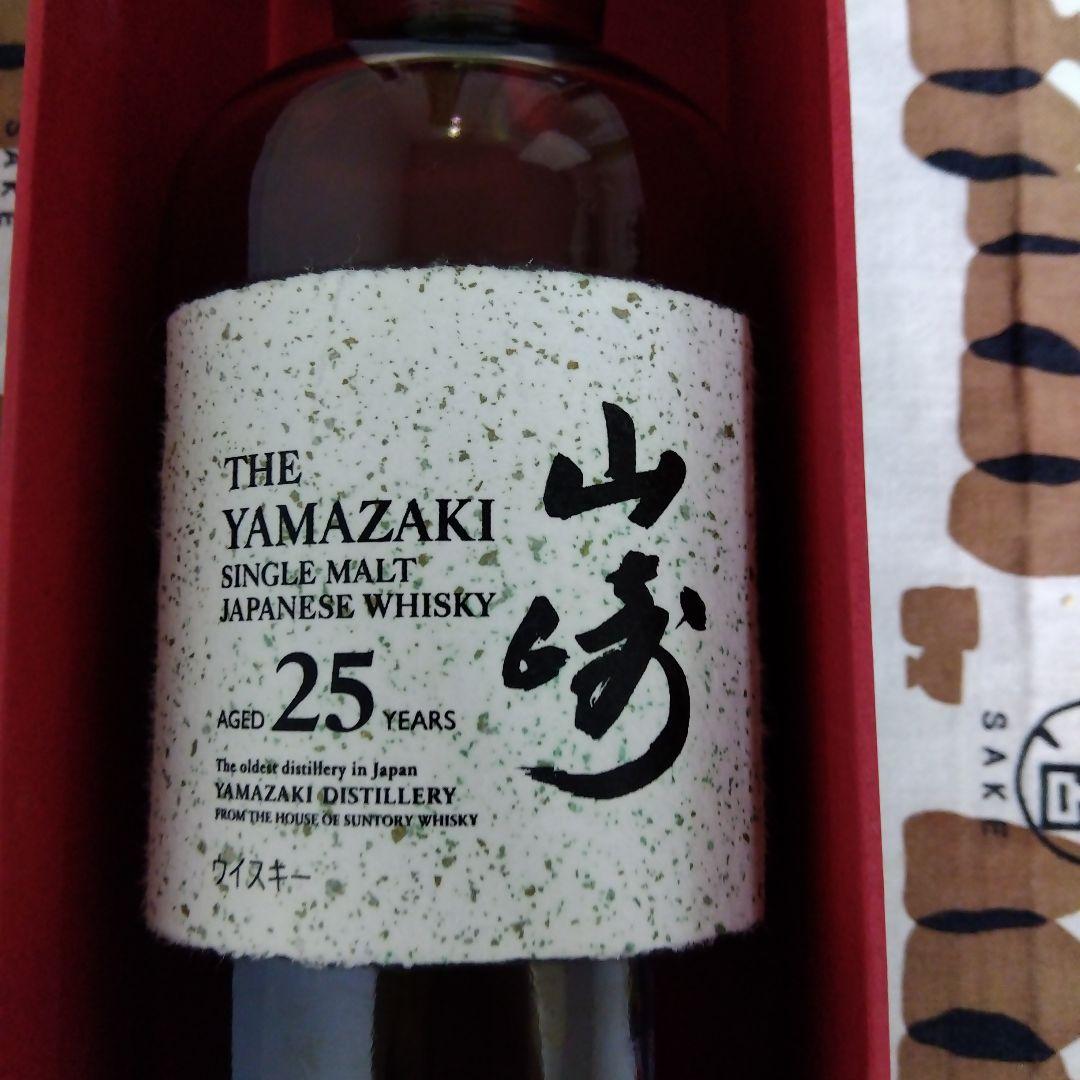 THE
YAMAZAKI
SINGLE MALT
JAPANESE WHISKY
AGED 25 YEARS
The oldest distillery in Japan
YAMAZAKI DISTILLERY
FROM THE HOUSE OF SUNTORY WHISKY
ウイスキー
山崎
SAKE
SAKE